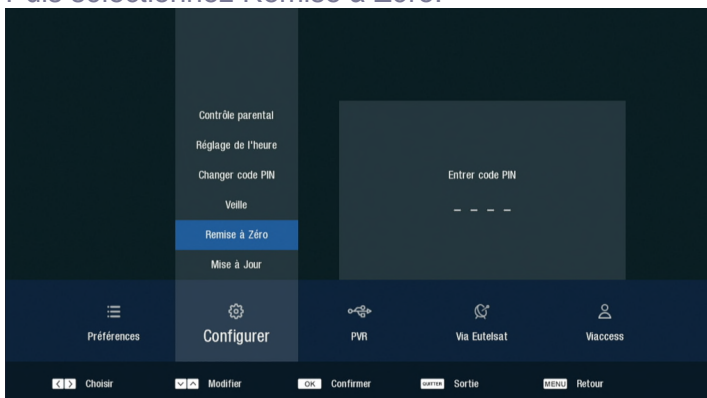 Puis sélectionnez Remise à Zéro.
Contrôle parental
Réglage de l'heure
Changer code PIN
Veille
Remise à Zéro
Mise à Jour
Entrer code PIN
_ _ _ _
Préférences
Configurer
PVR
Via Eutelsat
Viaccess
< > Choisir
∨ ∧ Modifier
OK Confirmer
QUITTER Sortie
MENU Retour